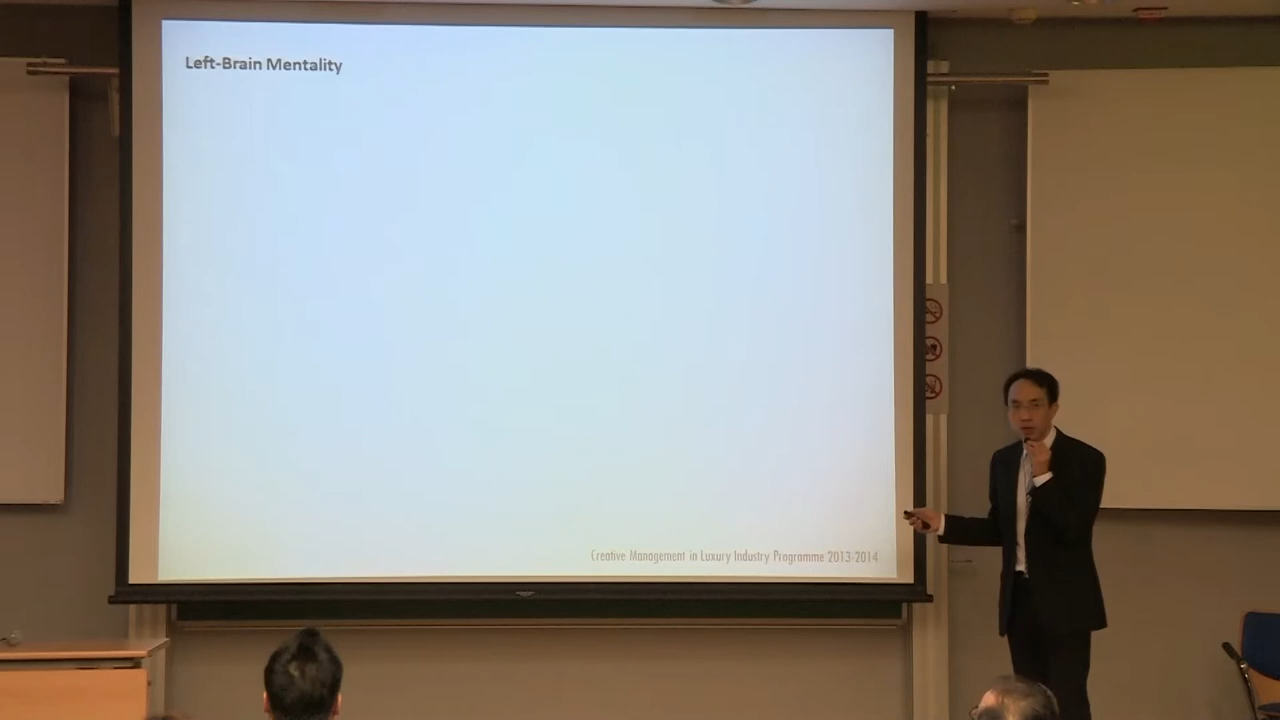 Left-Brain Mentality
Creative Management in Luxury Industry Programme 2013-2014